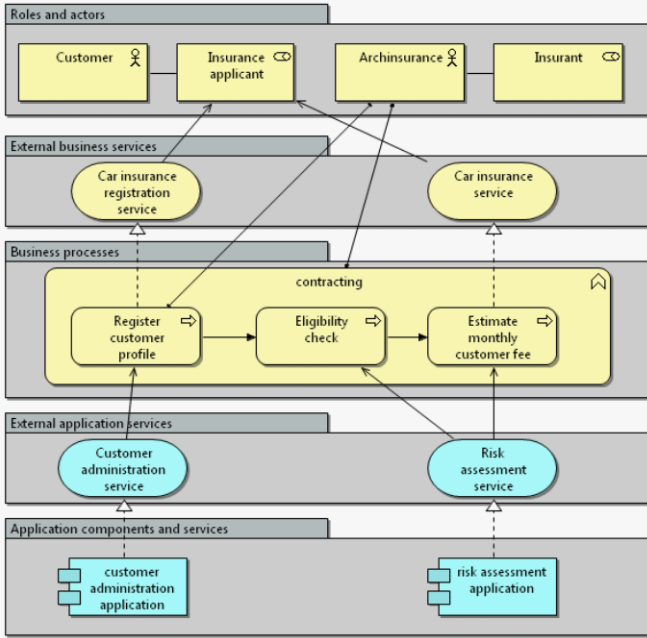 Roles and actors
Customer
Insurance
applicant
Archinsurance
Insurant
External business services
Car insurance
registration
service
Car insurance
service
Business processes
contracting
Register
customer
profile
Eligibility
check
Estimate
monthly
customer fee
External application services
Customer
administration
service
Risk
assessment
service
Application components and services
customer
administration
application
risk assessment
application